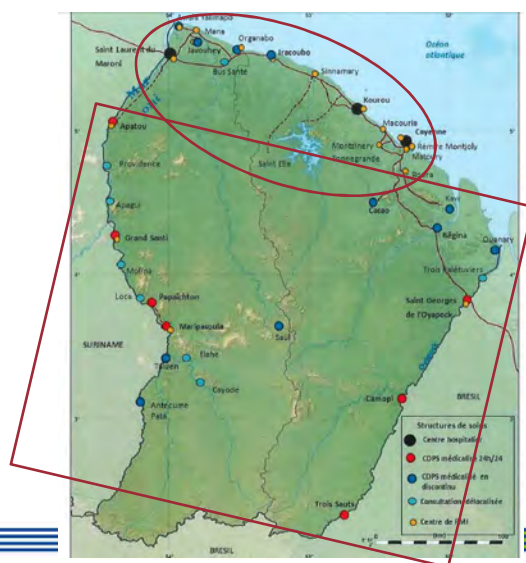 Mana
Saint Laurent du
Maroni
Javouhey
Organabo
Bus Santé
Iracoubo
Océan
atlantique
Sinnamary
Kourou
Macouria
Cayenne
Rémire Montjoly
Matoury
Montsinery
Tonnegrande
Roura
Saint Elie
Apatou
Providence
Apagui
Grand Santi
Molina
Loca
Papaïchton
Maripasoula
Elahé
Cayodé
Antecume
Pata
Saül
Cacao
Kaw
Régina
Ouanary
Trois Palétuviers
Saint Georges
de l'Oyapock
Camopi
Trois Sauts
SURINAME
BRESIL
BRESIL
Structures de soins
Centre hospitalier
CDPS médicalisé 24h/24
CDPS médicalisé en
discontinu
Consultation délocalisée
Centre de PMI